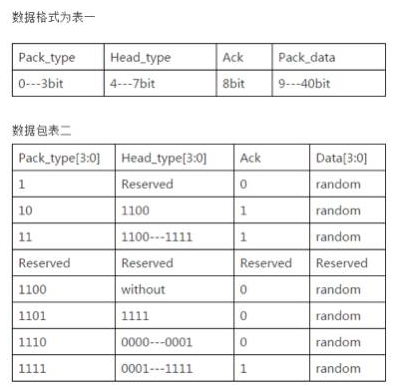 数据格式为表一
Pack_type Head_type Ack Pack_data
0---3bit 4---7bit 8bit 9---40bit
数据包表二
Pack_type[3:0] Head_type[3:0] Ack Data[3:0]
1 Reserved 0 random
10 1100 1 random
11 1100---1111 1 random
Reserved Reserved Reserved Reserved
1100 without 0 random
1101 1111 0 random
1110 0000---0001 0 random
1111 0001---1111 1 random